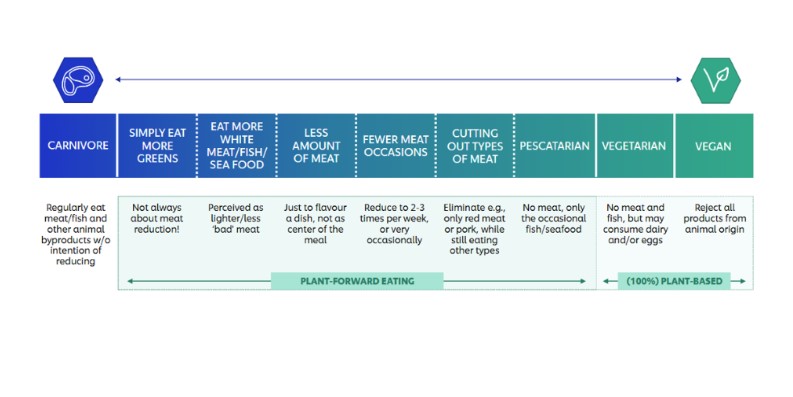 CARNIVORE
SIMPLY EAT
MORE
GREENS
EAT MORE
WHITE
MEAT/FISH/
SEA FOOD
LESS
AMOUNT
OF MEAT
FEWER MEAT
OCCASIONS
CUTTING
OUT TYPES
OF MEAT
PESCATARIAN
VEGETARIAN
VEGAN
Regularly eat
meat/fish and
other animal
byproducts w/o
intention of
reducing
Not always
about meat
reduction!
Perceived as
lighter/less
'bad' meat
Just to flavour
a dish, not as
center of the
meal
Reduce to 2-3
times per week,
or very
occasionally
Eliminate e.g.,
only red meat
or pork, while
still eating
other types
No meat, only
the occasional
fish/seafood
No meat and
fish, but may
consume dairy
and/or eggs
Reject all
products from
animal origin
PLANT-FORWARD EATING
(100%) PLANT-BASED